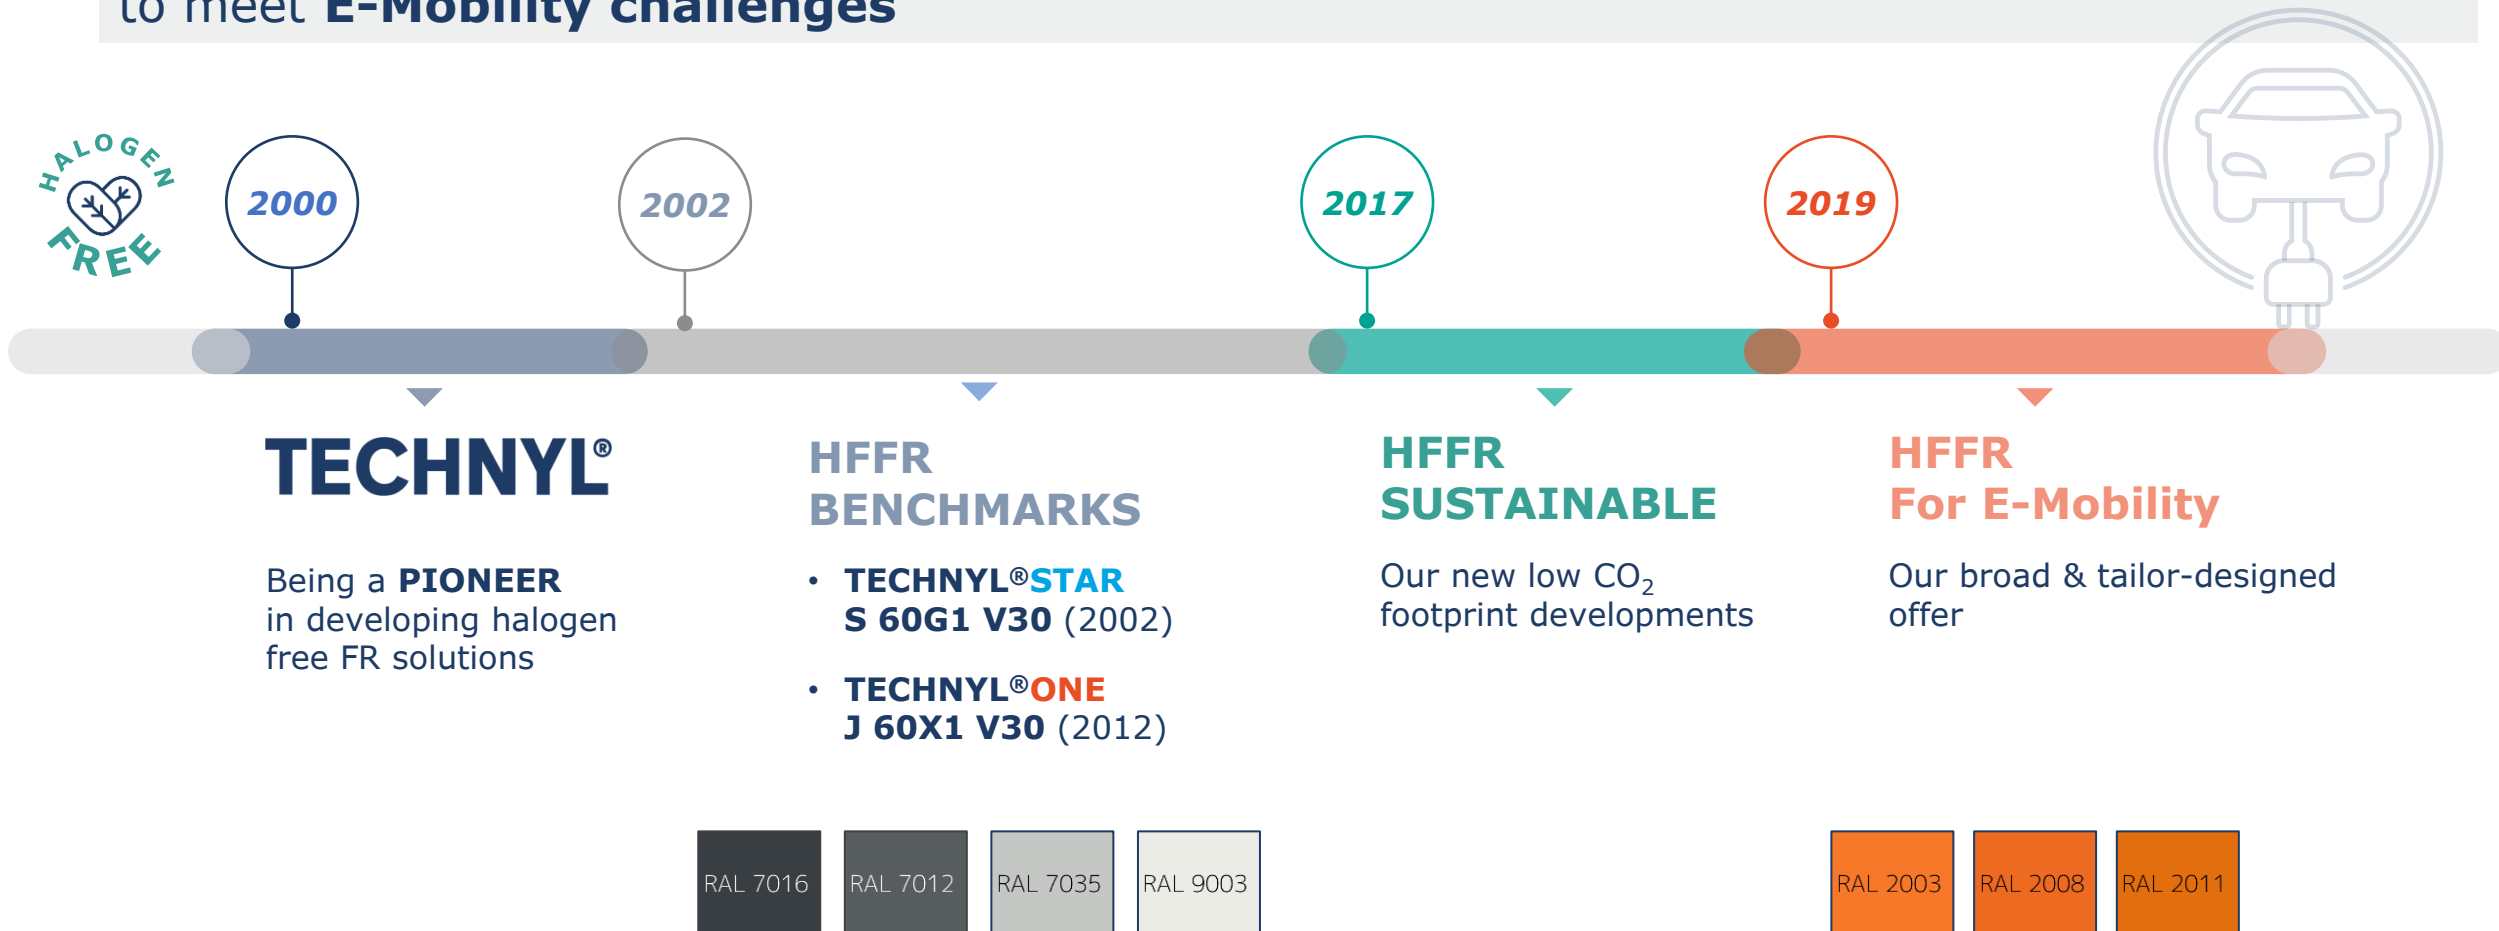 to meet E-Mobility challenges
HALOGEN
FREE
2000
2002
2017
2019
TECHNYL®
Being a PIONEER
in developing halogen
free FR solutions
HFFR
BENCHMARKS
• TECHNYL®STAR
S 60G1 V30 (2002)
• TECHNYL®ONE
J 60X1 V30 (2012)
HFFR
SUSTAINABLE
Our new low CO₂
footprint developments
HFFR
For E-Mobility
Our broad & tailor-designed
offer
RAL 7016
RAL 7012
RAL 7035
RAL 9003
RAL 2003
RAL 2008
RAL 2011